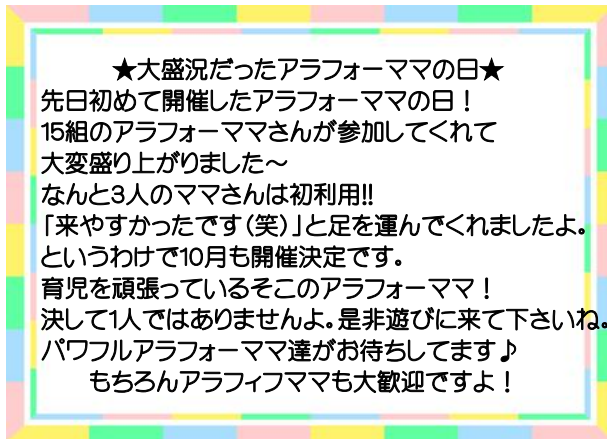 ★大盛況だったアラフォーママの日★
先日初めて開催したアラフォーママの日！
15組のアラフォーママさんが参加してくれて
大変盛り上がりました～
なんと3人のママさんは初利用!!
「来やすかったです（笑）」と足を運んでくれましたよ。
というわけで10月も開催決定です。
育児を頑張っているそこのアラフォーママ！
決して1人ではありませんよ。是非遊びに来て下さいね。
パワフルアラフォーママ達がお待ちしてます♪
もちろんアラフィフママも大歓迎ですよ！